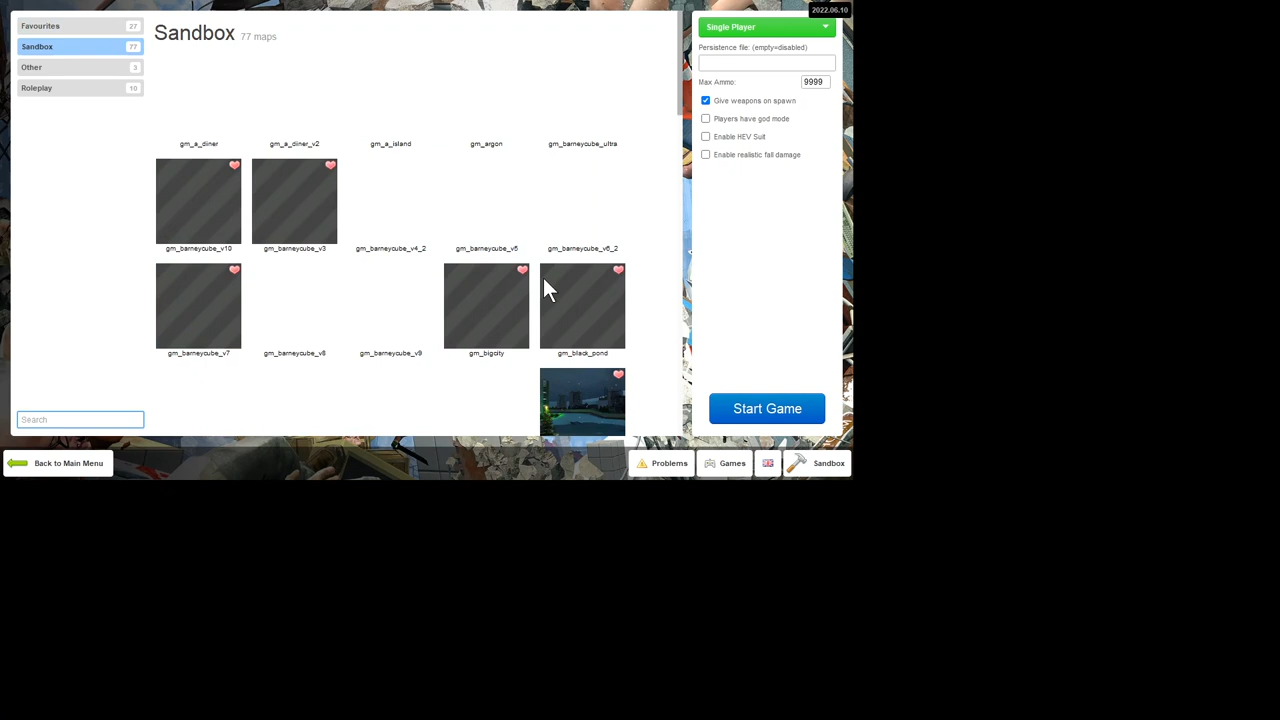 2022.06.10
Favourites 27
Sandbox 77
Other 3
Roleplay 10
Search
Sandbox 77 maps
gm_a_diner gm_a_diner_v2 gm_a_island gm_argon gm_barneycube_ultra
gm_barneycube_v10 gm_barneycube_v3 gm_barneycube_v4_2 gm_barneycube_v5 gm_barneycube_v6_2
gm_barneycube_v7 gm_barneycube_v8 gm_barneycube_v9 gm_bigcity gm_black_pond
Single Player
Persistence file: (empty=disabled)
Max Ammo: 9999
Give weapons on spawn
Players have god mode
Enable HEV Suit
Enable realistic fall damage
Start Game
Back to Main Menu
Problems
Games
Sandbox